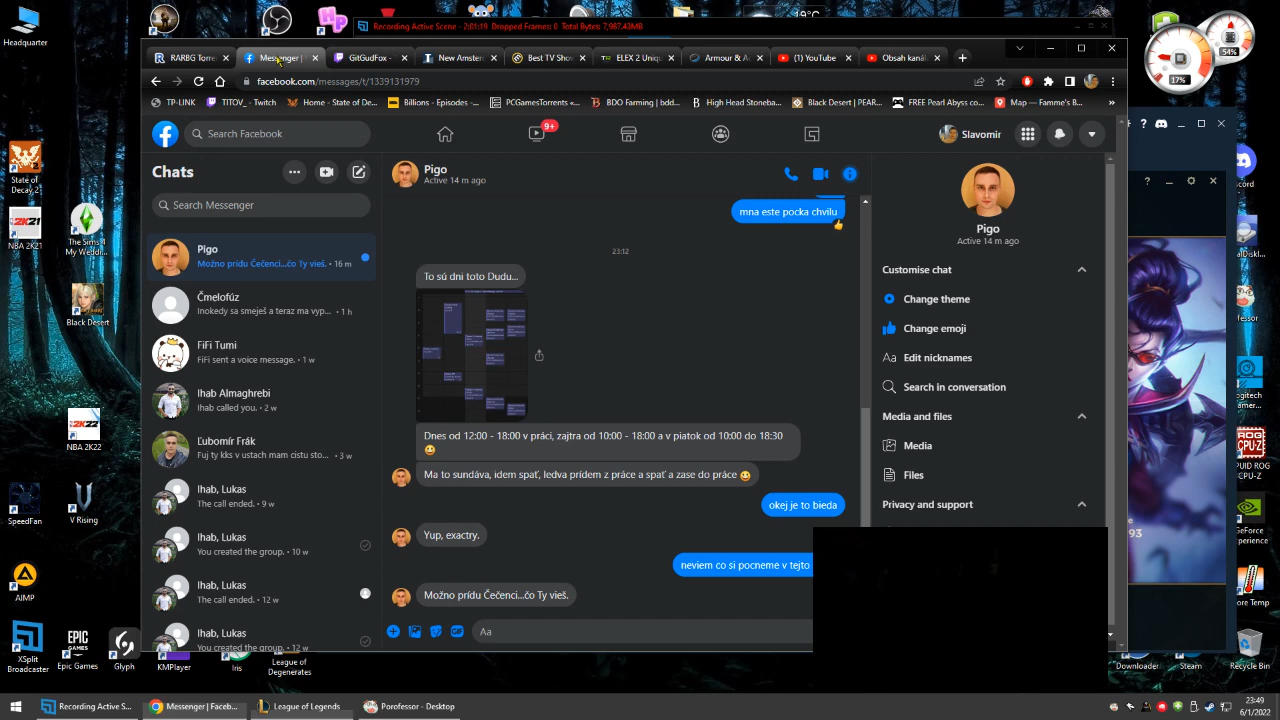 Headquarter
Recording Active Scene - 2:01:19 Dropped Frames: 0 Total Bytes: 7,987.43MB
19°C
54%
17%
RARBG Torre
Messenger |
GitGudFox -
New Amster
Best TV Show
ELEX 2 Uniqu
Armour & A
(1) YouTube
Obsah kanál
facebook.com/messages/t/1339131979
TP-LINK
TITOV_ - Twitch
Home - State of De...
Billions - Episodes -...
PCGamesTorrents «...
BDO Farming | bdd...
High Head Stoneba...
Black Desert | PEAR...
FREE Pearl Abyss co...
Map — Famme's B...
Search Facebook
9+
Slavomir
Chats
Search Messenger
Pigo
Možno prídu Čečenci...čo Ty vieš. • 16 m
Čmelofúz
Inokedy sa smeješ a teraz ma vyp... • 1 h
FiFi Tumi
FiFi sent a voice message. • 1 w
Ihab Almaghrebi
Ihab called you. • 2 w
Ľubomír Frák
Fuj ty kks v ustach mam cistu sto... • 3 w
Ihab, Lukas
The call ended. • 9 w
Ihab, Lukas
You created the group. • 10 w
Ihab, Lukas
The call ended. • 12 w
Ihab, Lukas
You created the group. • 12 w
Pigo
Active 14 m ago
mna este pocka chvilu
23:12
To sú dni toto Dudu...
Dnes od 12:00 - 18:00 v práci, zajtra od 10:00 - 18:00 a v piatok od 10:00 do 18:30
😀
Ma to sundáva, idem spať, ledva prídem z práce a spať a zase do práce 😀
okej je to bieda
Yup, exactry.
neviem co si pocneme v tejto
Možno prídu Čečenci...čo Ty vieš.
GIF
Aa
Pigo
Active 14 m ago
Customise chat
Change theme
Change emoji
Aa Edit nicknames
Search in conversation
Media and files
Media
Files
Privacy and support
State of
Decay 2
NBA 2K21
The Sims 4
My Weddi...
Black Desert
NBA 2K22
SpeedFan
V Rising
AIMP
XSplit
Broadcaster
Epic Games
Glyph
KMPlayer
Iris
League of
Degenerates
93
Downloader
Steam
Recycle Bin
Recording Active S...
Messenger | Faceb...
League of Legends
Porofessor - Desktop
23:49
6/1/2022